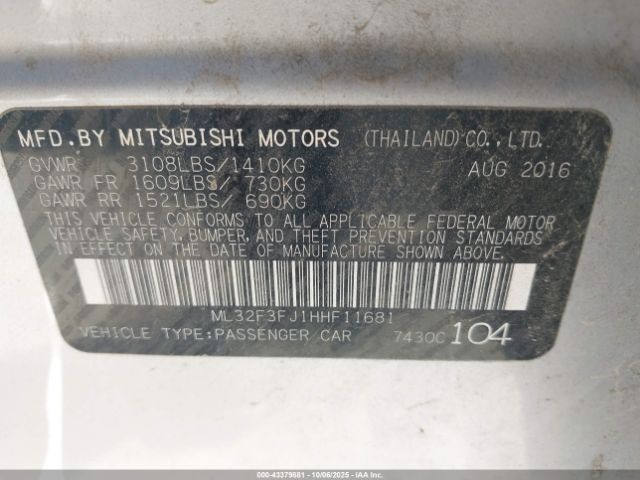 MFD.BY MITSUBISHI MOTORS (THAILAND) CO., LTD.
GVWR 3108LBS/1410KG AUG 2016
GAWR FR 1609LBS/ 730KG
GAWR RR 1521LBS/ 690KG
THIS VEHICLE CONFORMS TO ALL APPLICABLE FEDERAL MOTOR
VEHICLE SAFETY, BUMPER, AND THEFT PREVENTION STANDARDS
IN EFFECT ON THE DATE OF MANUFACTURE SHOWN ABOVE.
ML32F3FJ1HHF11681
VEHICLE TYPE:PASSENGER CAR 7430C 104
000-43379881 | 10/06/2025 | IAAI.CA